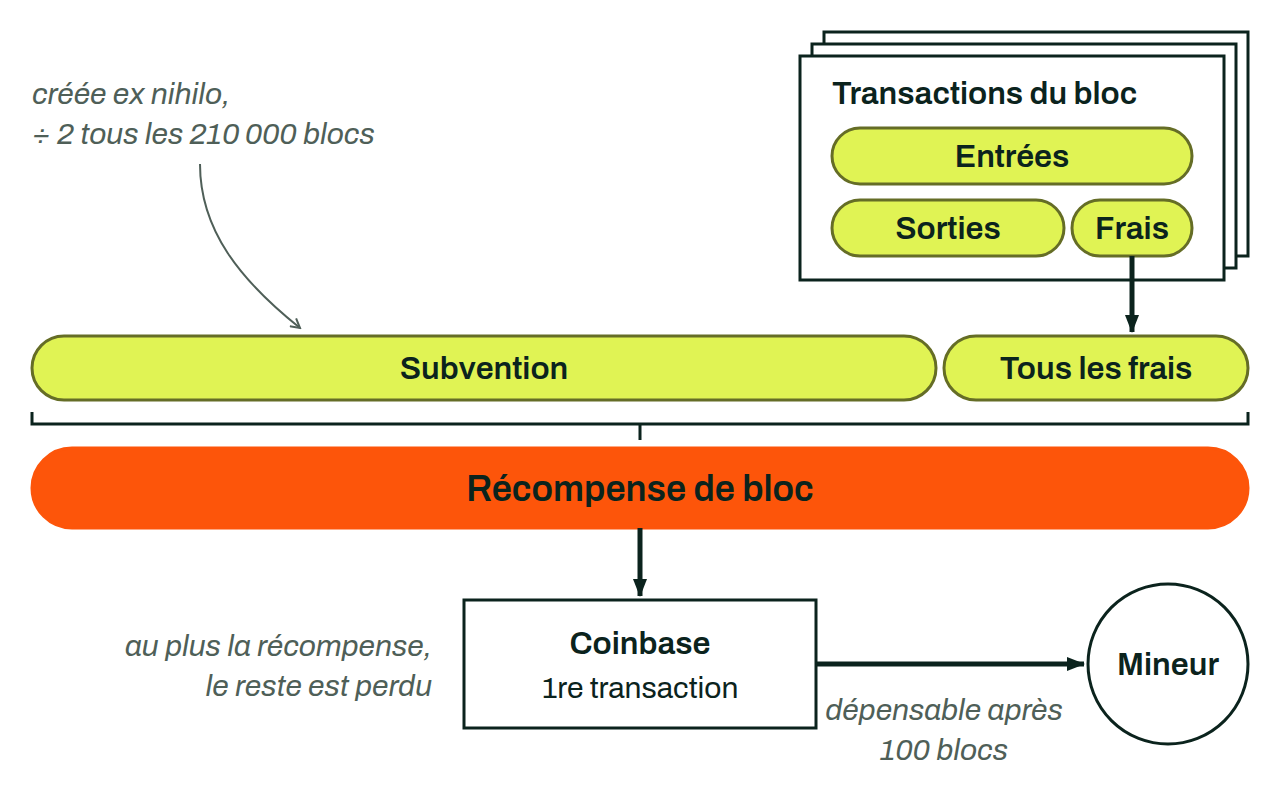 créée ex nihilo,
÷ 2 tous les 210 000 blocs
Transactions du bloc
Entrées
Sorties
Frais
Subvention
Tous les frais
Récompense de bloc
au plus la récompense,
le reste est perdu
Coinbase
1re transaction
Mineur
dépensable après
100 blocs